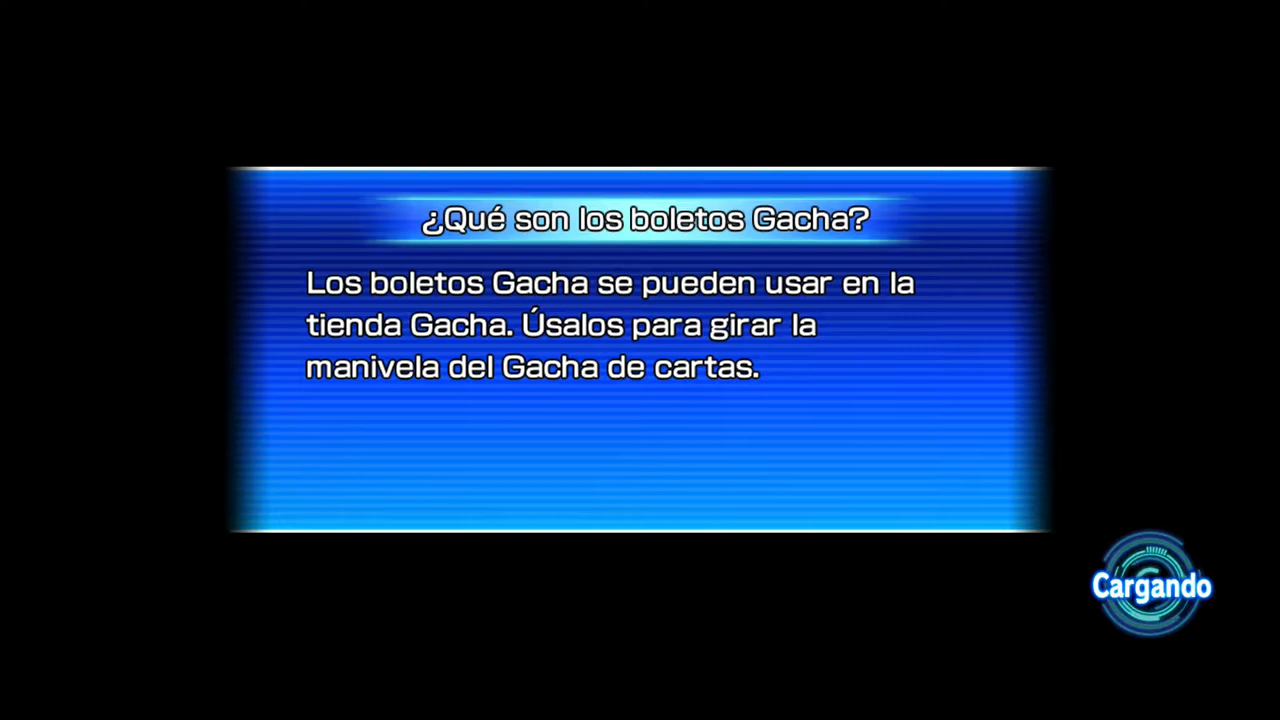 ¿Qué son los boletos Gacha?
Los boletos Gacha se pueden usar en la
tienda Gacha. Úsalos para girar la
manivela del Gacha de cartas.
Cargando